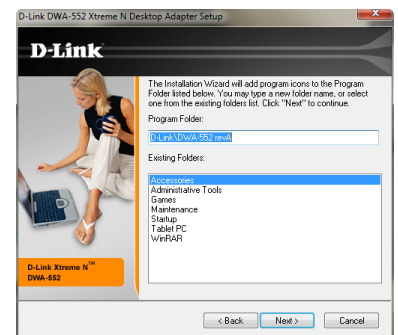 D-Link DWA-552 Xtreme N Desktop Adapter Setup
D-Link
The Installation Wizard will add program icons to the Program
Folder listed below. You may type a new folder name, or select
one from the existing folders list. Click "Next" to continue.
Program Folder:
D-Link\DWA-552 revA
Existing Folders:
Accessories
Administrative Tools
Games
Maintenance
Startup
Tablet PC
WinRAR
D-Link Xtreme N™
DWA-552
< Back
Next >
Cancel